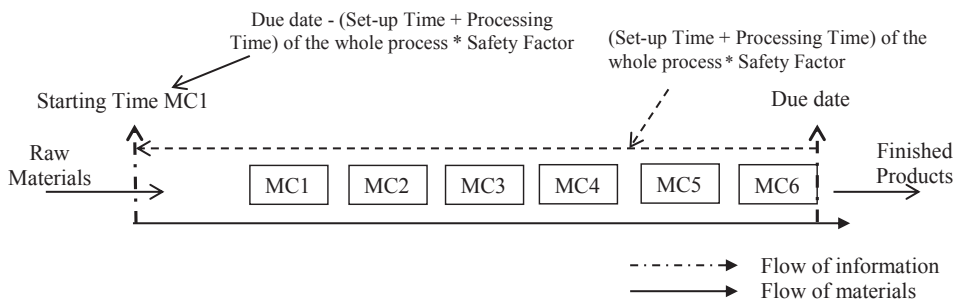 Due date - (Set-up Time + Processing
Time) of the whole process * Safety Factor
(Set-up Time + Processing Time) of the
whole process * Safety Factor
Starting Time MC1
Due date
Raw
Materials
MC1
MC2
MC3
MC4
MC5
MC6
Finished
Products
Flow of information
Flow of materials